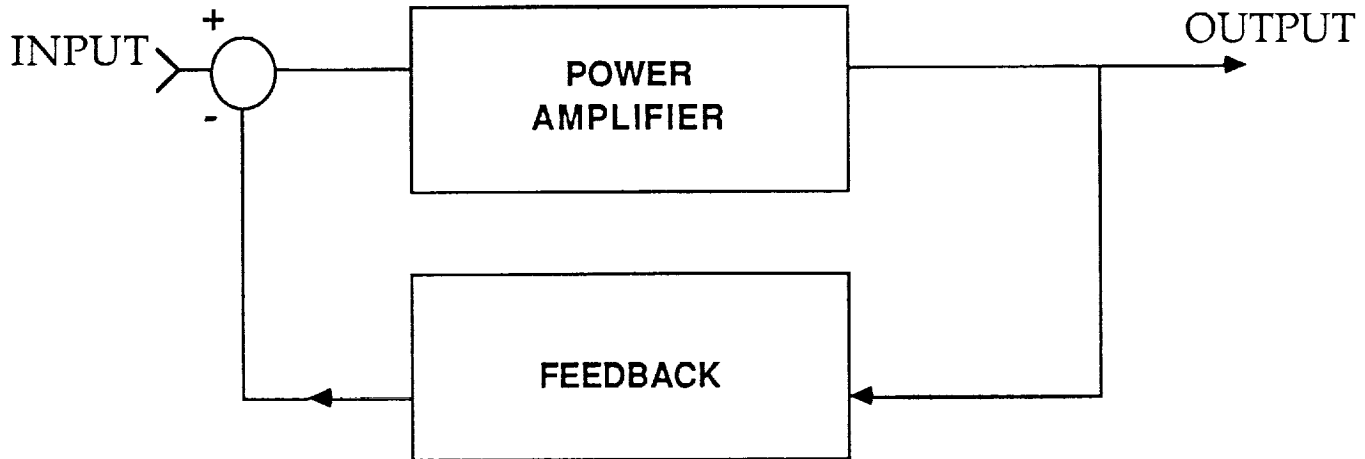 +
INPUT
OUTPUT
POWER
AMPLIFIER
-
FEEDBACK